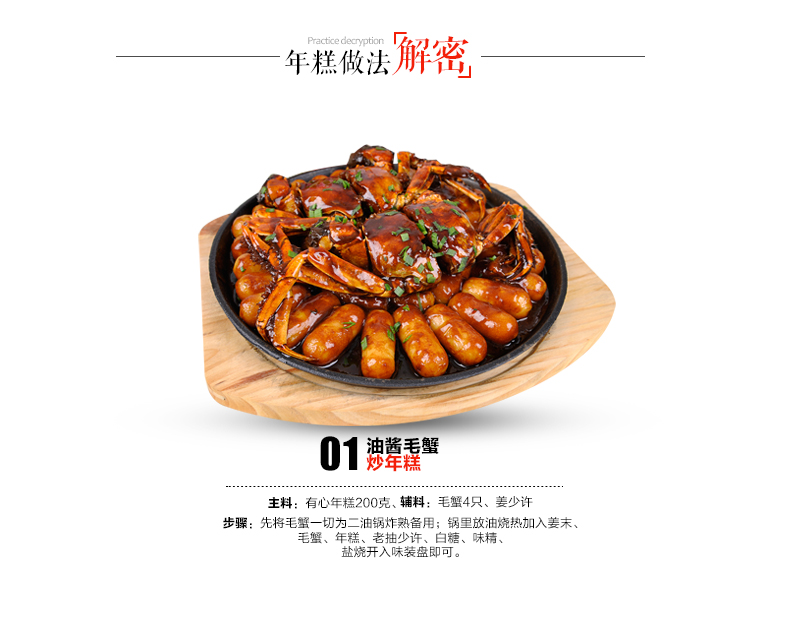 Practice decryption
年糕做法「解密」
01 油酱毛蟹
炒年糕
主料：有心年糕200克、辅料：毛蟹4只、姜少许
步骤：先将毛蟹一切为二油锅炸熟备用；锅里放油烧热加入姜末、
毛蟹、年糕、老抽少许、白糖、味精、
盐烧开入味装盘即可。